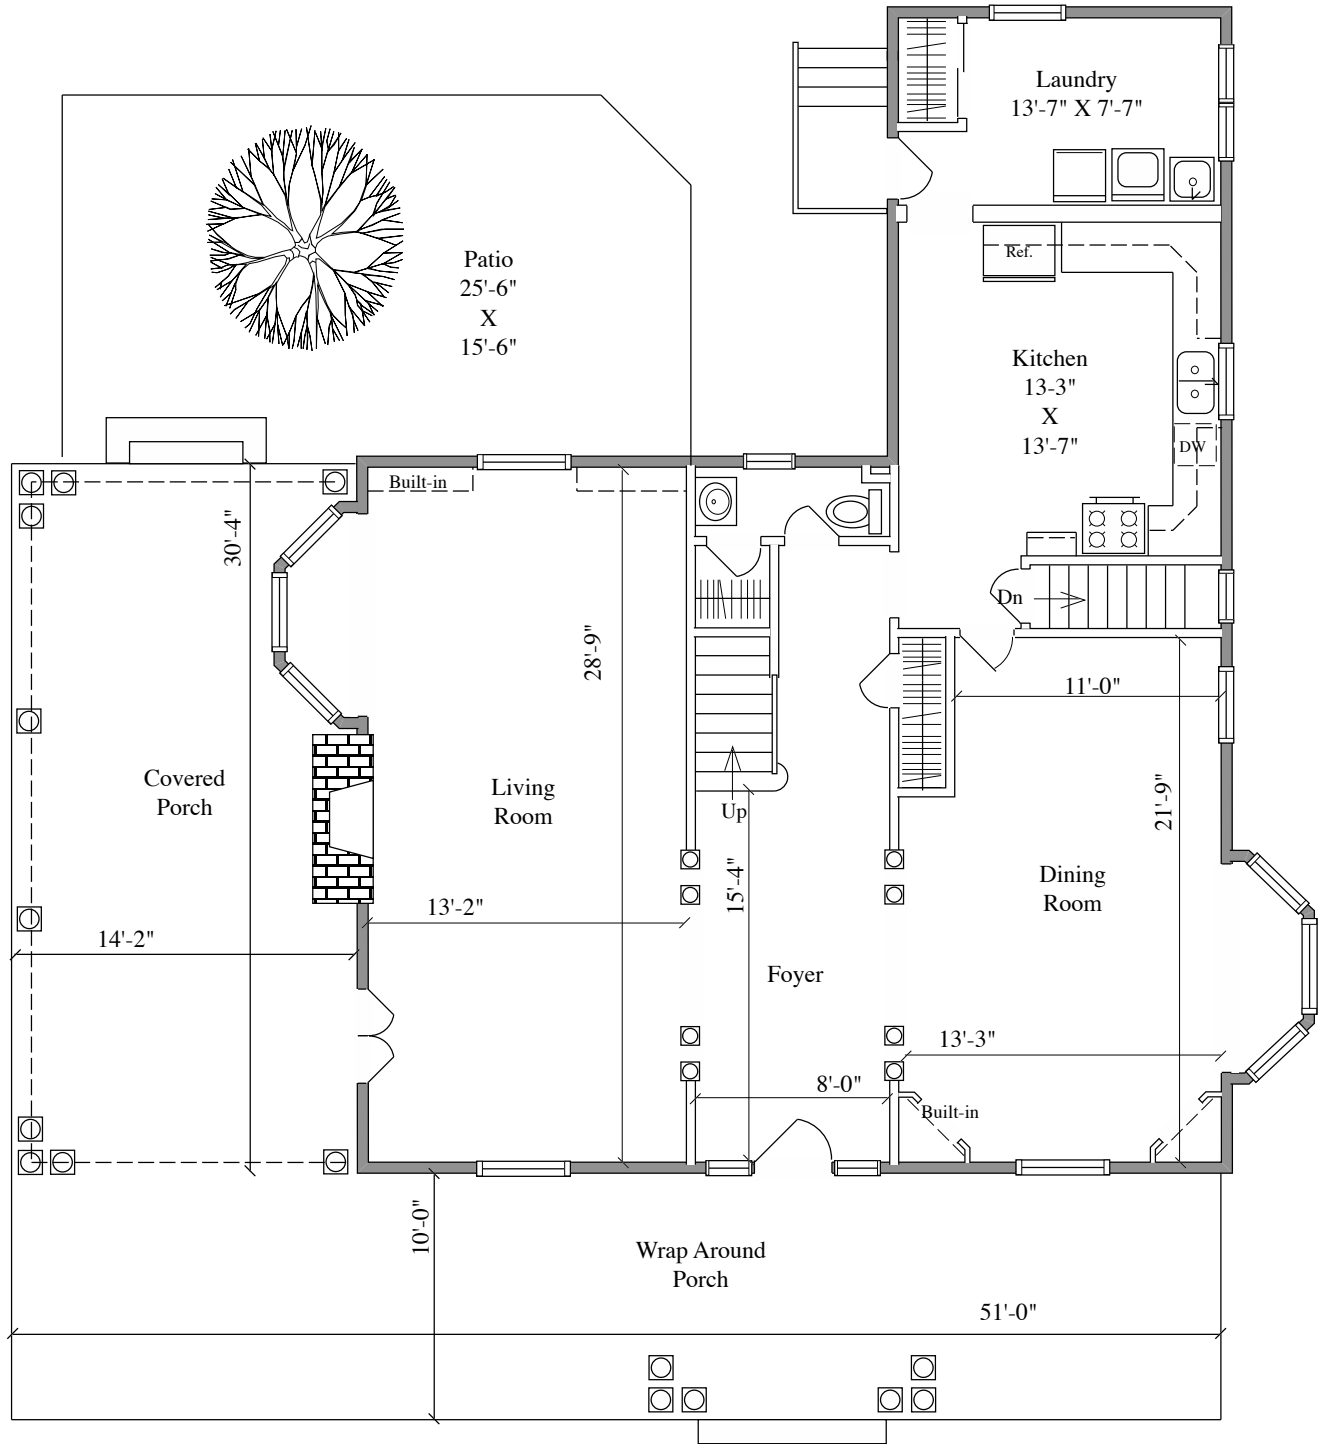 Laundry
13'-7" X 7'-7"
Patio
25'-6"
X
15'-6"
Ref.
Kitchen
13-3"
X
13'-7"
DW
Built-in
30'-4"
Dn
28'-9"
11'-0"
Covered
Porch
Living
Room
Up
21'-9"
15'-4"
Dining
Room
13'-2"
14'-2"
Foyer
13'-3"
8'-0"
Built-in
10'-0"
Wrap Around
Porch
51'-0"